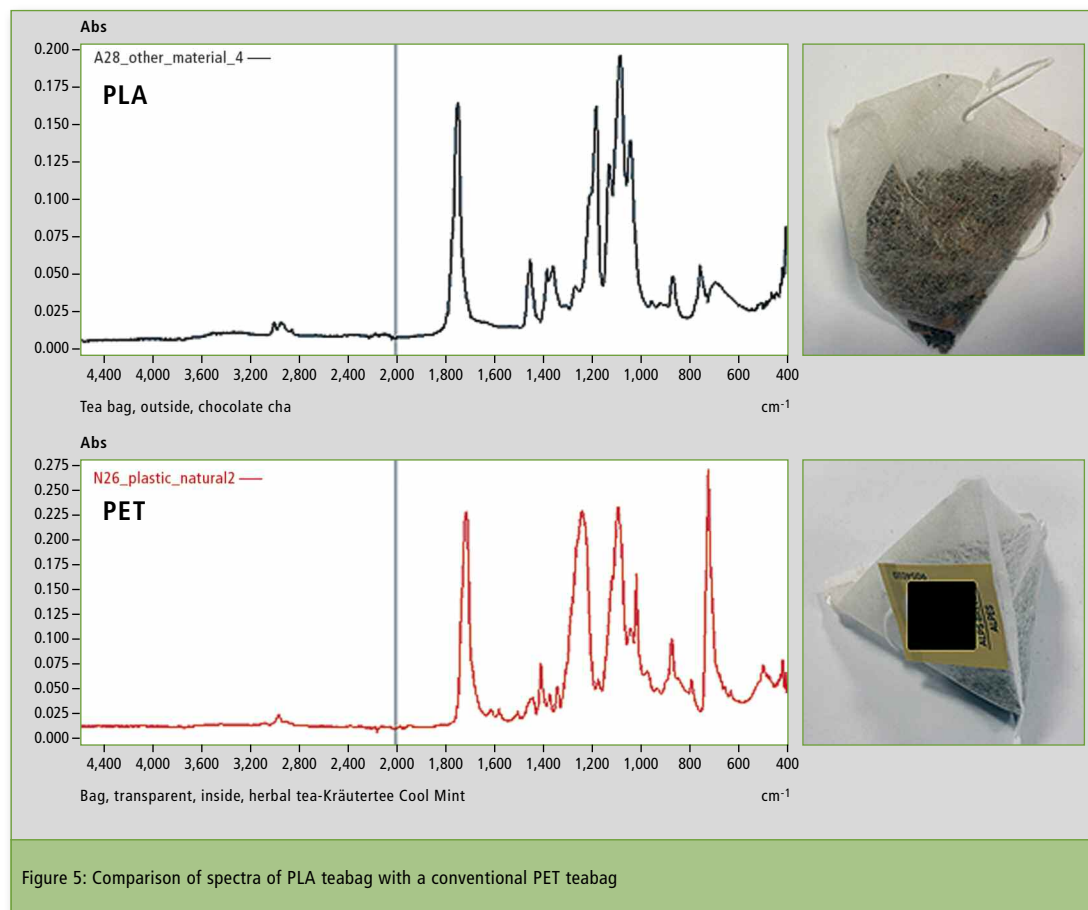 Abs
0.200
A28_other_material_4
PLA
0.175
0.150
0.125
0.100
0.075
0.050
0.025
0.000
4,400 4,000 3,600 3,200 2,800 2,400 2,000 1,800 1,600 1,400 1,200 1,000 800 600 400
Tea bag, outside, chocolate cha cm-1
Abs
0.275
N26_plastic_natural2
0.250
PET
0.225
0.200
0.175
0.150
0.125
0.100
0.075
0.050
0.025
0.000
4,400 4,000 3,600 3,200 2,800 2,400 2,000 1,800 1,600 1,400 1,200 1,000 800 600 400
Bag, transparent, inside, herbal tea-Kräutertee Cool Mint cm-1
ALPES
Figure 5: Comparison of spectra of PLA teabag with a conventional PET teabag